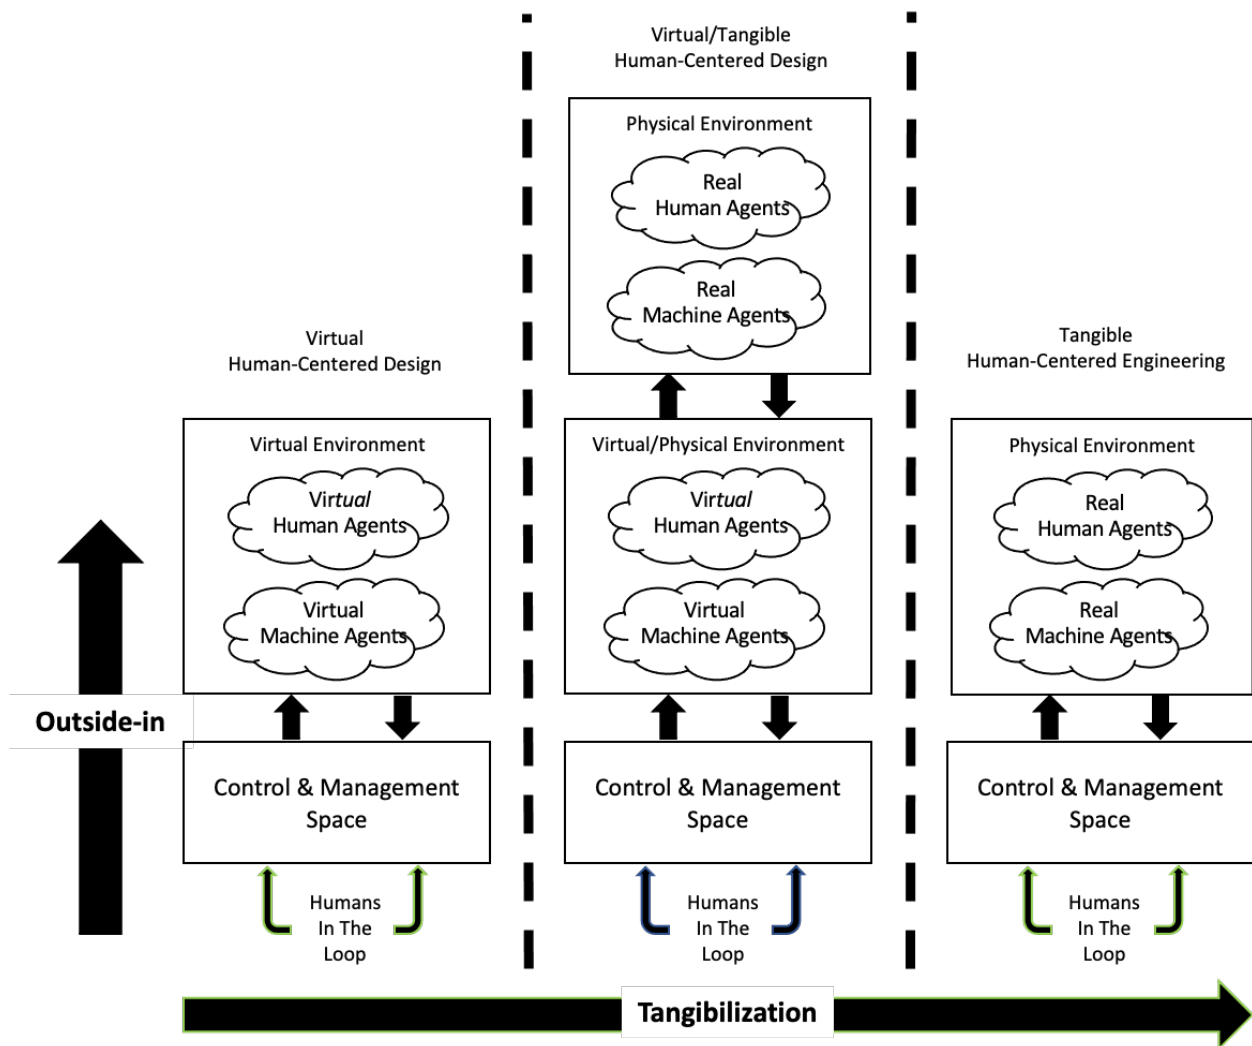 Virtual/Tangible
Human-Centered Design
Physical Environment
Real
Human Agents
Real
Machine Agents
Virtual
Human-Centered Design
Tangible
Human-Centered Engineering
Virtual Environment
Virtual
Human Agents
Virtual
Machine Agents
Virtual/Physical Environment
Virtual
Human Agents
Virtual
Machine Agents
Physical Environment
Real
Human Agents
Real
Machine Agents
Outside-in
Control & Management
Space
Control & Management
Space
Control & Management
Space
Humans
In The
Loop
Humans
In The
Loop
Humans
In The
Loop
Tangibilization